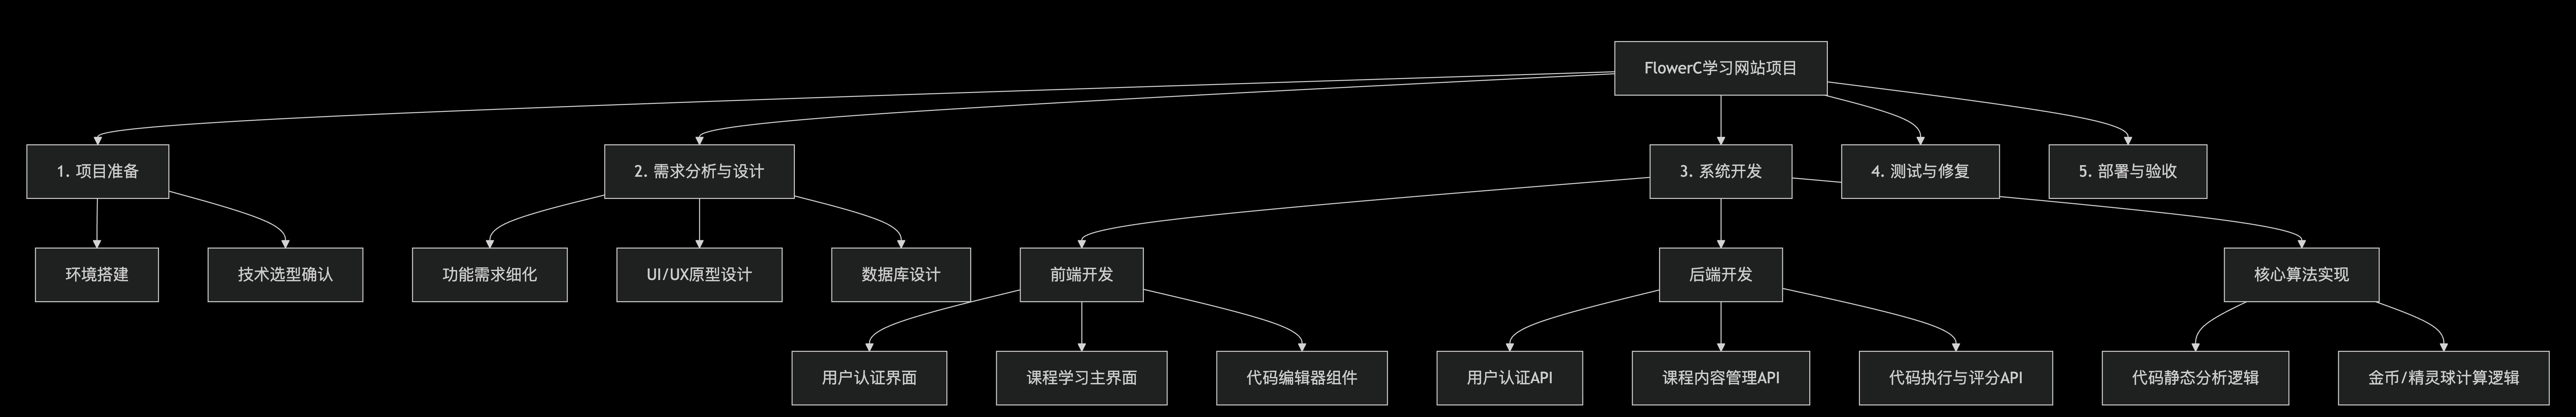 FlowerC学习网站项目
1. 项目准备
2. 需求分析与设计
3. 系统开发
4. 测试与修复
5. 部署与验收
环境搭建
技术选型确认
功能需求细化
UI/UX原型设计
数据库设计
前端开发
后端开发
核心算法实现
用户认证界面
课程学习主界面
代码编辑器组件
用户认证API
课程内容管理API
代码执行与评分API
代码静态分析逻辑
金币/精灵球计算逻辑